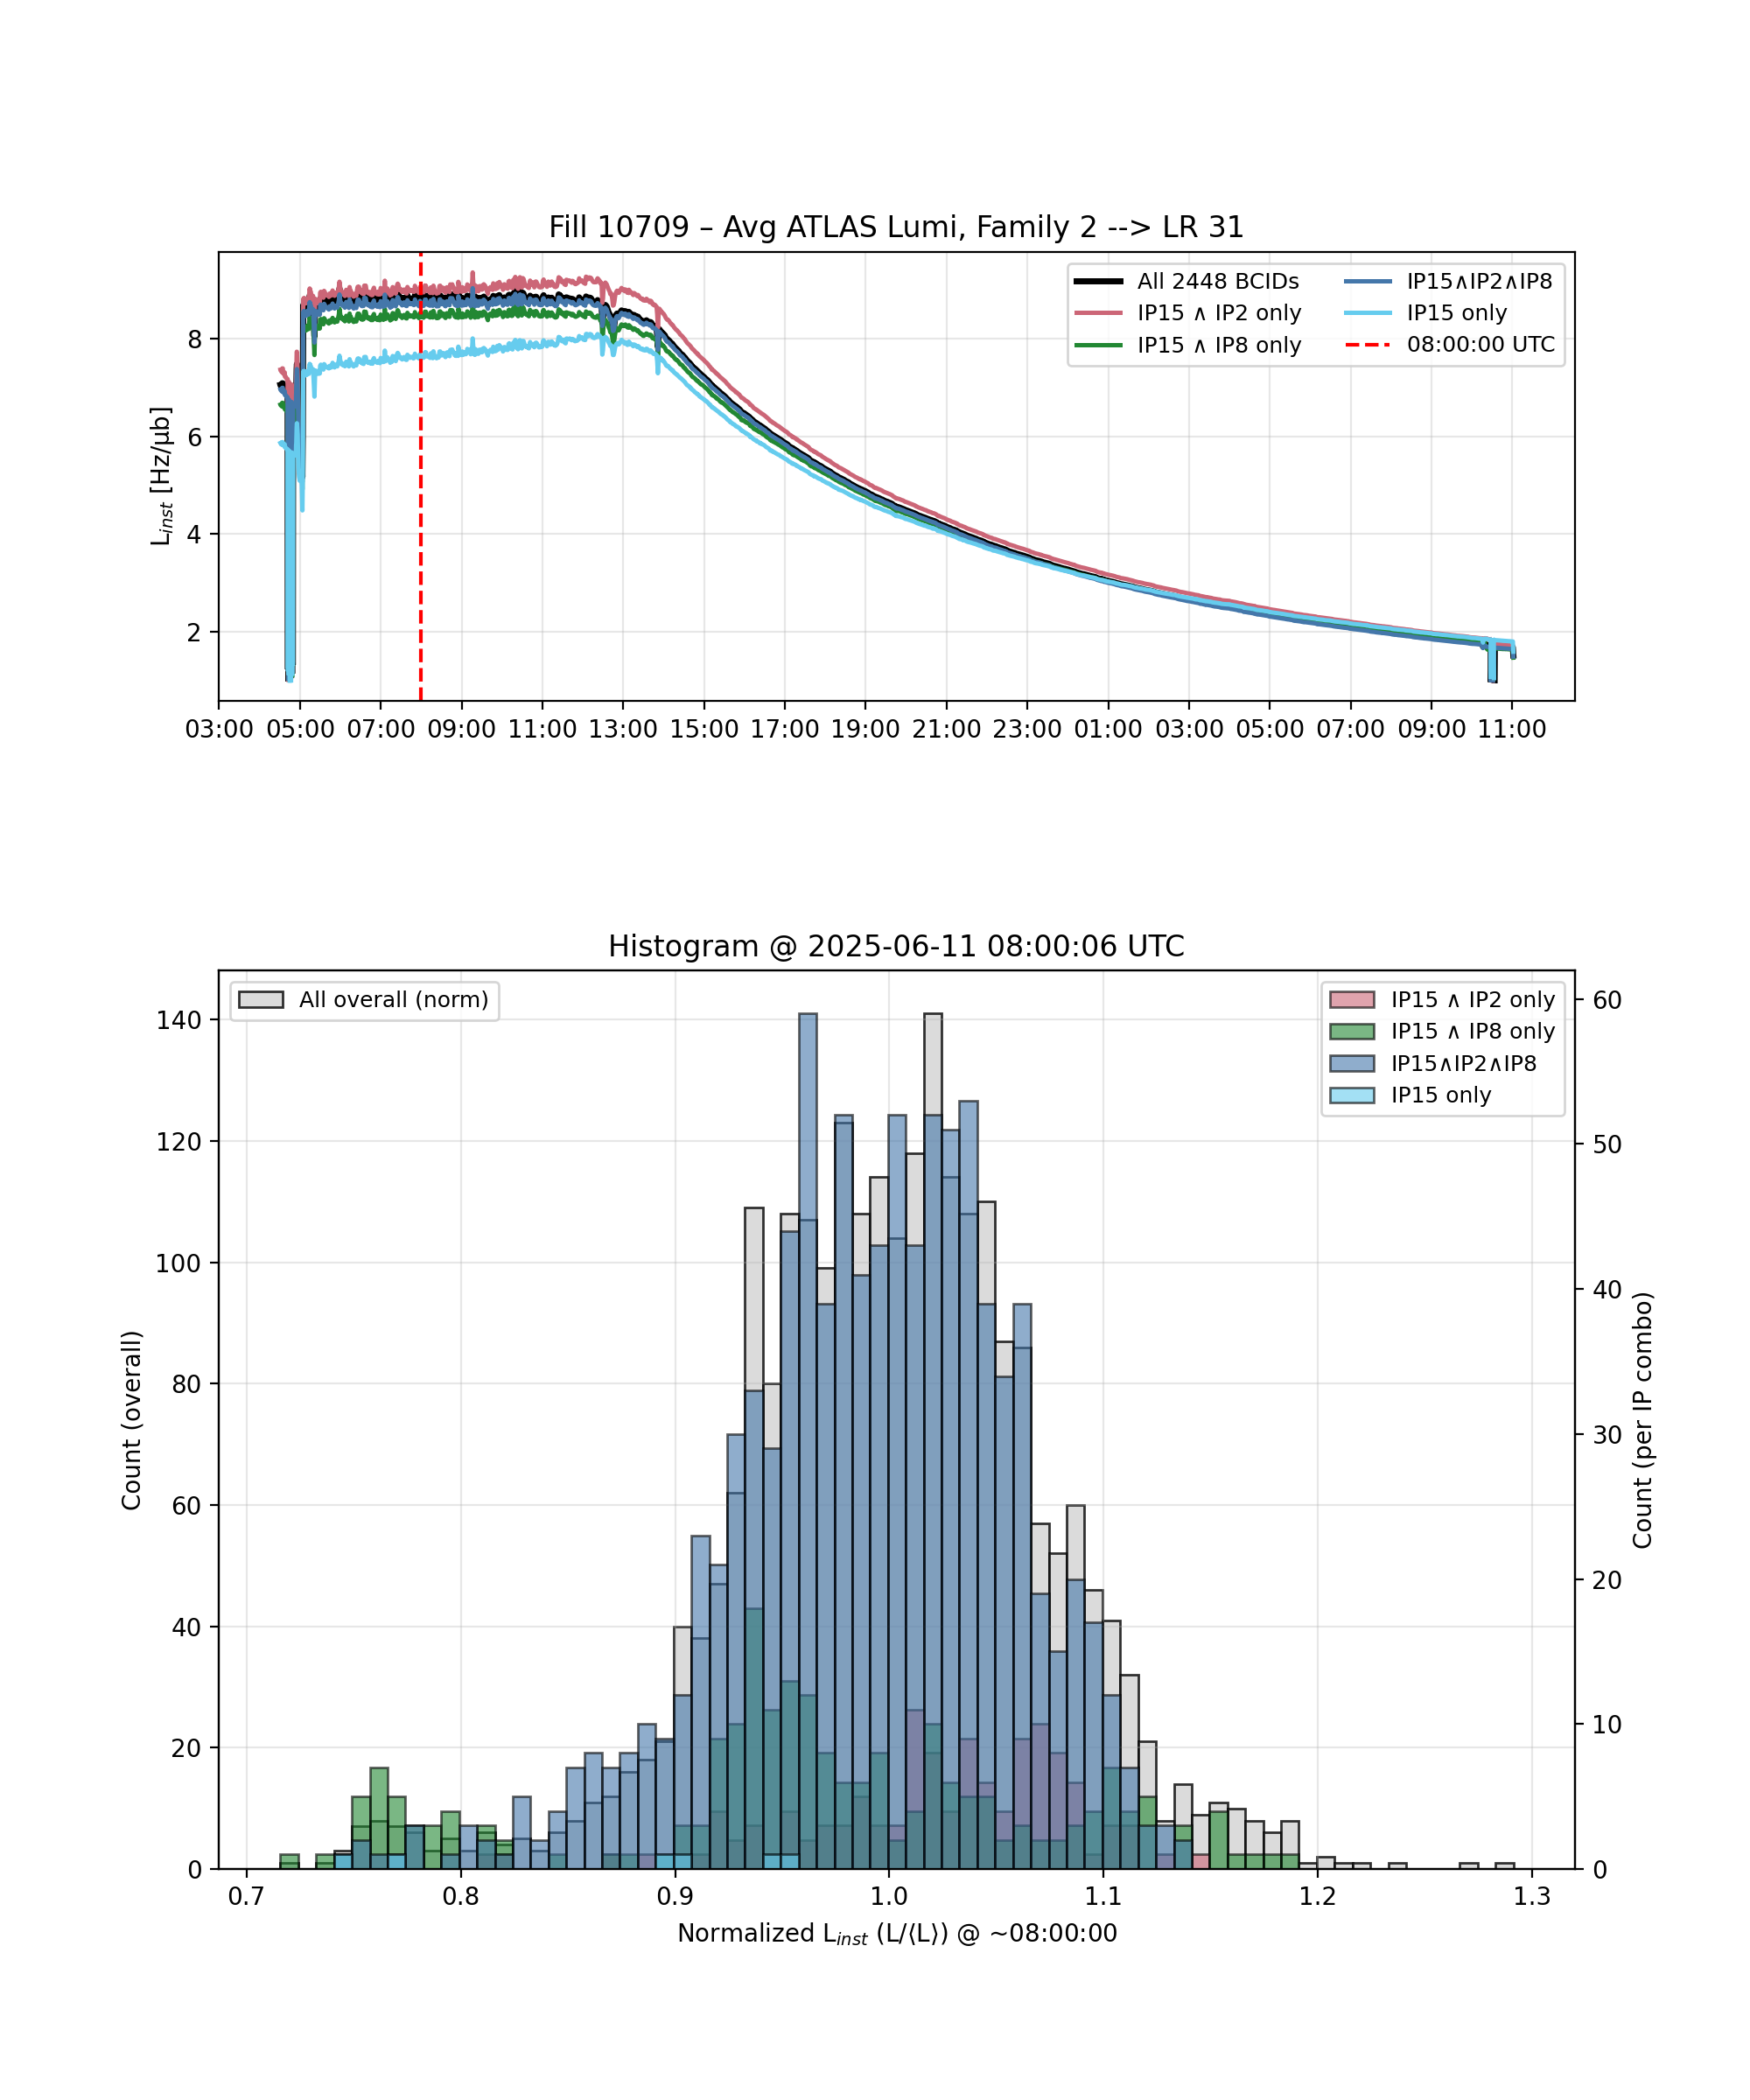 Fill 10709 – Avg ATLAS Lumi, Family 2 --> LR 31
All 2448 BCIDs
IP15 ∧ IP2 only
IP15 ∧ IP8 only
IP15∧IP2∧IP8
IP15 only
08:00:00 UTC
L_inst [Hz/μb]
8
6
4
2
03:00 05:00 07:00 09:00 11:00 13:00 15:00 17:00 19:00 21:00 23:00 01:00 03:00 05:00 07:00 09:00 11:00
Histogram @ 2025-06-11 08:00:06 UTC
All overall (norm)
IP15 ∧ IP2 only
IP15 ∧ IP8 only
IP15∧IP2∧IP8
IP15 only
Count (overall)
140
120
100
80
60
40
20
0
60
50
40
30
20
10
0
Count (per IP combo)
0.7 0.8 0.9 1.0 1.1 1.2 1.3
Normalized L_inst (L/⟨L⟩) @ ~08:00:00